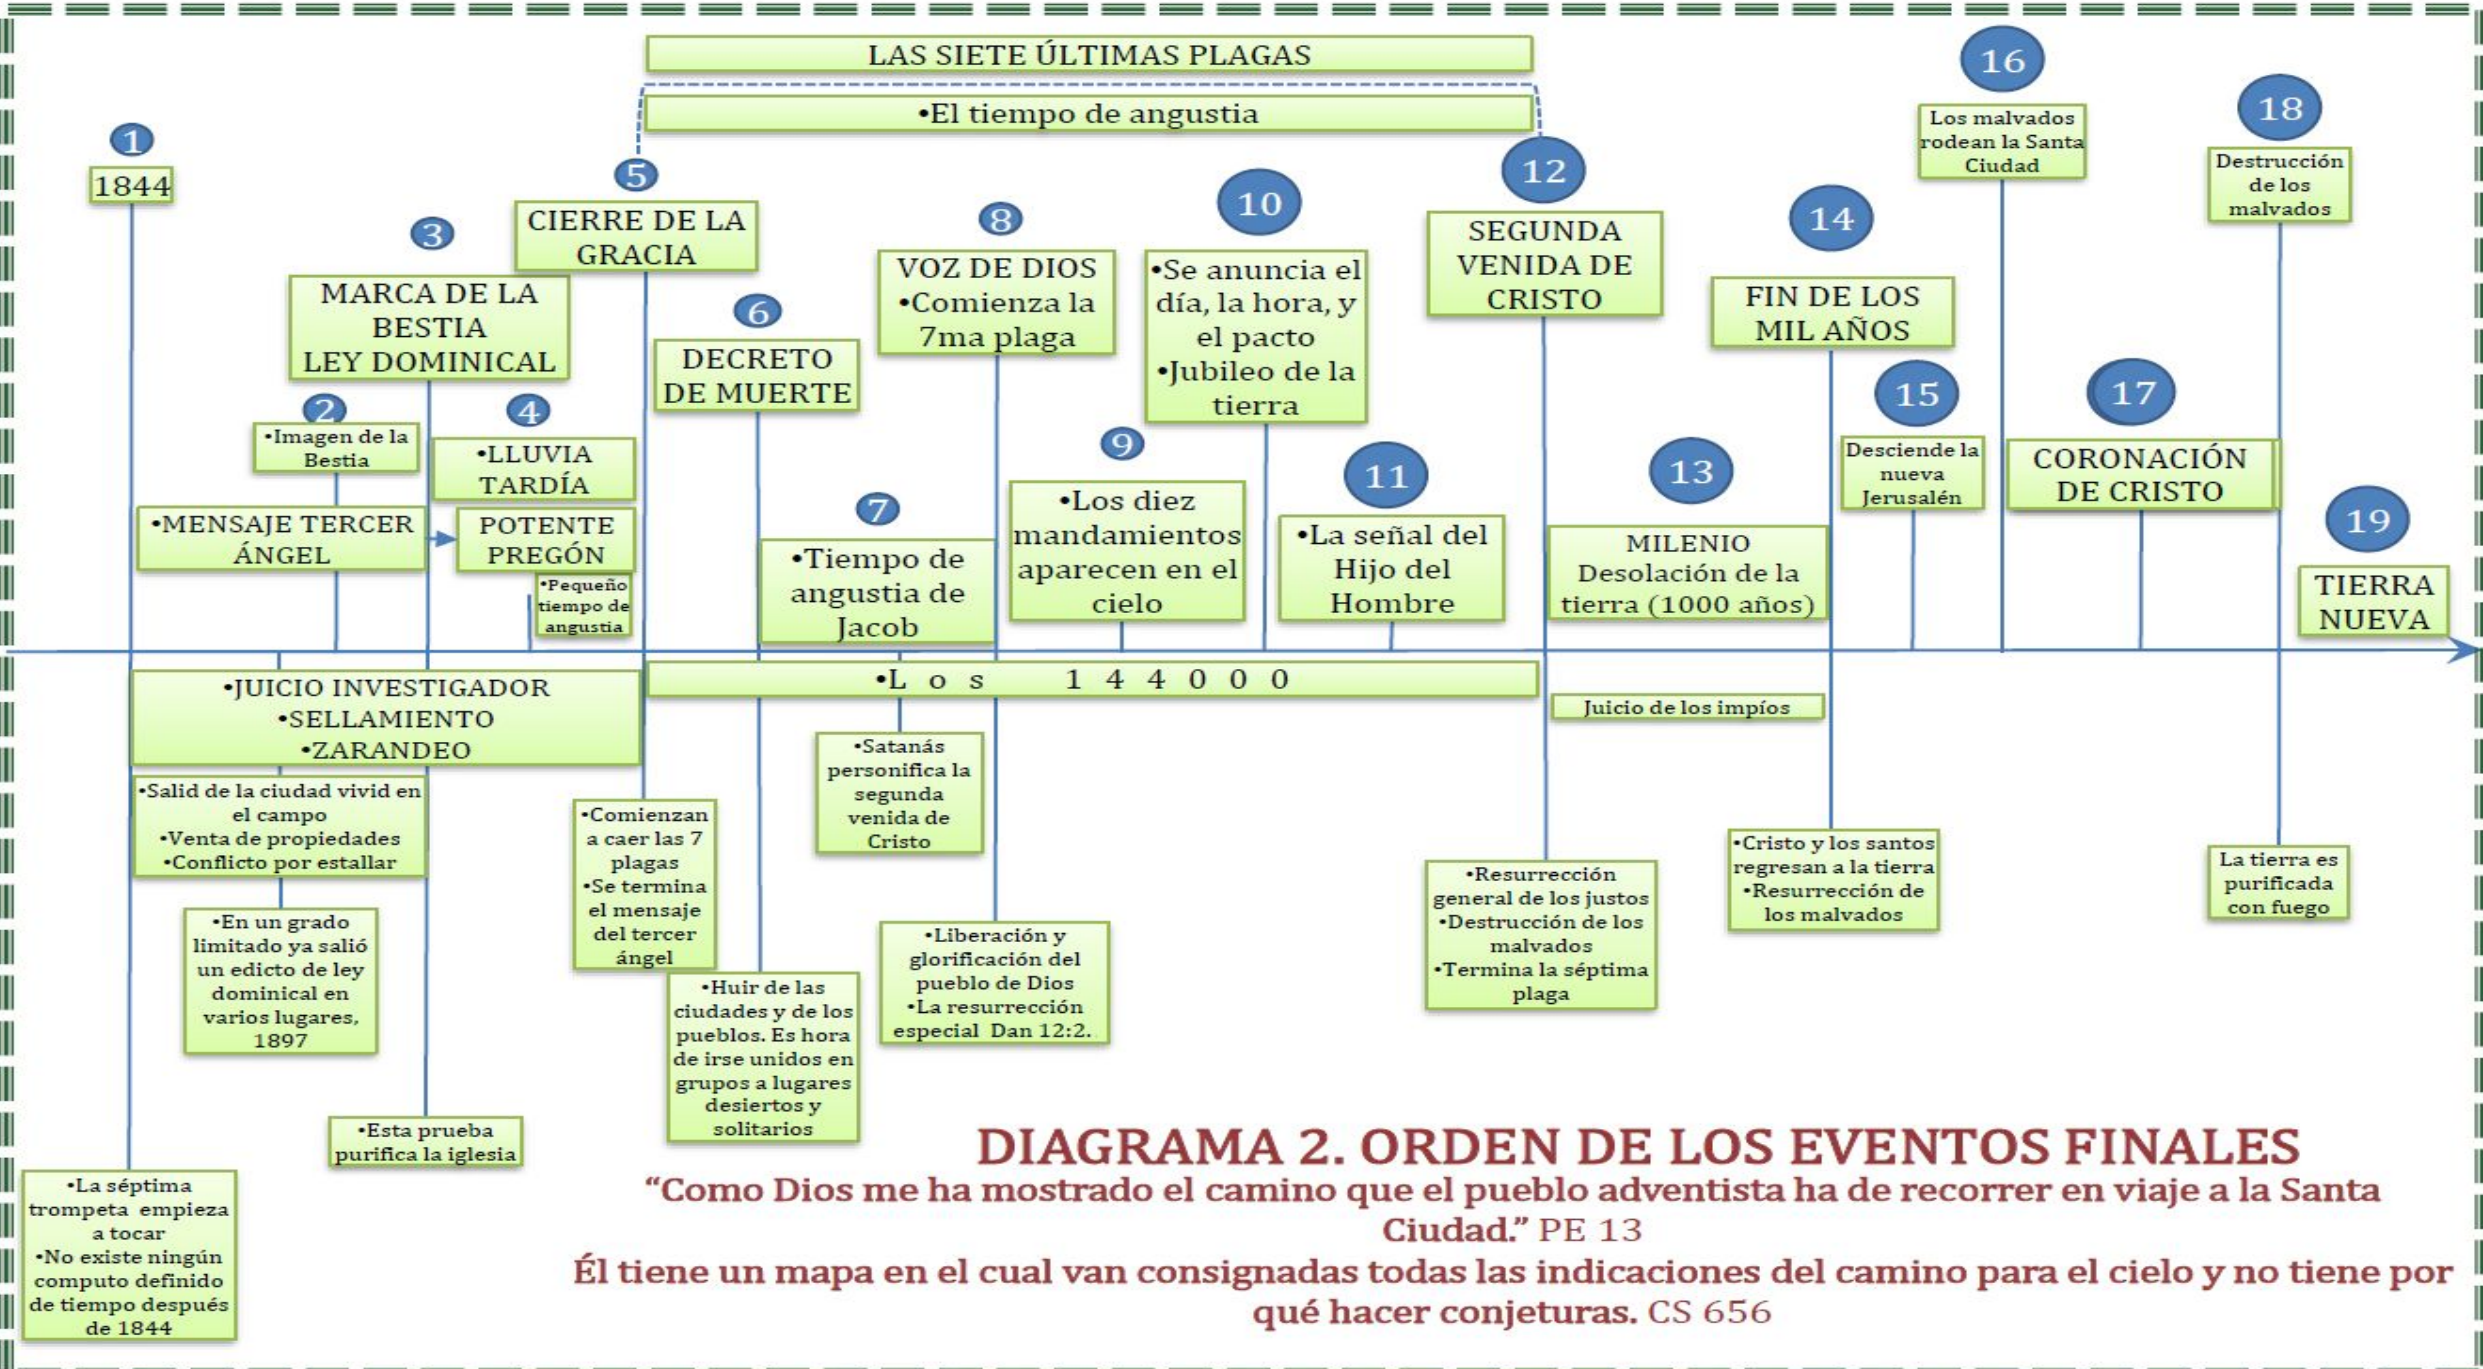 LAS SIETE ÚLTIMAS PLAGAS
•El tiempo de angustia
1
1844
2
•Imagen de la
Bestia
•MENSAJE TERCER
ÁNGEL
3
MARCA DE LA
BESTIA
LEY DOMINICAL
4
•LLUVIA
TARDÍA
POTENTE
PREGÓN
•Pequeño
tiempo de
angustia
5
CIERRE DE LA
GRACIA
6
DECRETO
DE MUERTE
7
•Tiempo de
angustia de
Jacob
8
VOZ DE DIOS
•Comienza la
7ma plaga
9
•Los diez
mandamientos
aparecen en el
cielo
10
•Se anuncia el
día, la hora, y
el pacto
•Jubileo de la
tierra
11
•La señal del
Hijo del
Hombre
12
SEGUNDA
VENIDA DE
CRISTO
13
MILENIO
Desolación de la
tierra (1000 años)
14
FIN DE LOS
MIL AÑOS
15
Desciende la
nueva
Jerusalén
16
Los malvados
rodean la Santa
Ciudad
17
CORONACIÓN
DE CRISTO
18
Destrucción
de los
malvados
19
TIERRA
NUEVA
•JUICIO INVESTIGADOR
•SELLAMIENTO
•ZARANDEO
•L o s 1 4 4 0 0 0
Juicio de los impíos
•Salid de la ciudad vivid en
el campo
•Venta de propiedades
•Conflicto por estallar
•En un grado
limitado ya salió
un edicto de ley
dominical en
varios lugares,
1897
•Esta prueba
purifica la iglesia
•La séptima
trompeta empieza
a tocar
•No existe ningún
computo definido
de tiempo después
de 1844
•Comienzan
a caer las 7
plagas
•Se termina
el mensaje
del tercer
ángel
•Huir de las
ciudades y de los
pueblos. Es hora
de irse unidos en
grupos a lugares
desiertos y
solitarios
•Satanás
personifica la
segunda
venida de
Cristo
•Liberación y
glorificación del
pueblo de Dios
•La resurrección
especial Dan 12:2.
•Resurrección
general de los justos
•Destrucción de los
malvados
•Termina la séptima
plaga
•Cristo y los santos
regresan a la tierra
•Resurrección de
los malvados
La tierra es
purificada
con fuego
DIAGRAMA 2. ORDEN DE LOS EVENTOS FINALES
“Como Dios me ha mostrado el camino que el pueblo adventista ha de recorrer en viaje a la Santa
Ciudad.” PE 13
Él tiene un mapa en el cual van consignadas todas las indicaciones del camino para el cielo y no tiene por
qué hacer conjeturas. CS 656